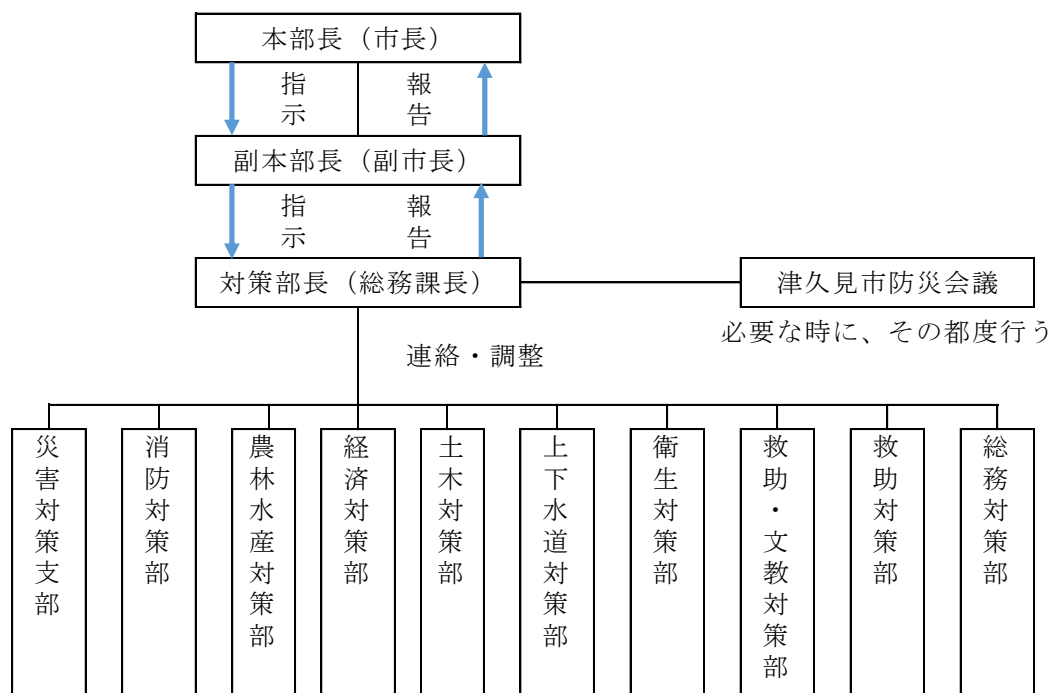 本部長（市長）
指示
報告
副本部長（副市長）
指示
報告
対策部長（総務課長）
津久見市防災会議
必要な時に、その都度行う
連絡・調整
災害対策支部
消防対策部
農林水産対策部
経済対策部
土木対策部
上下水道対策部
衛生対策部
救助・文教対策部
救助対策部
総務対策部